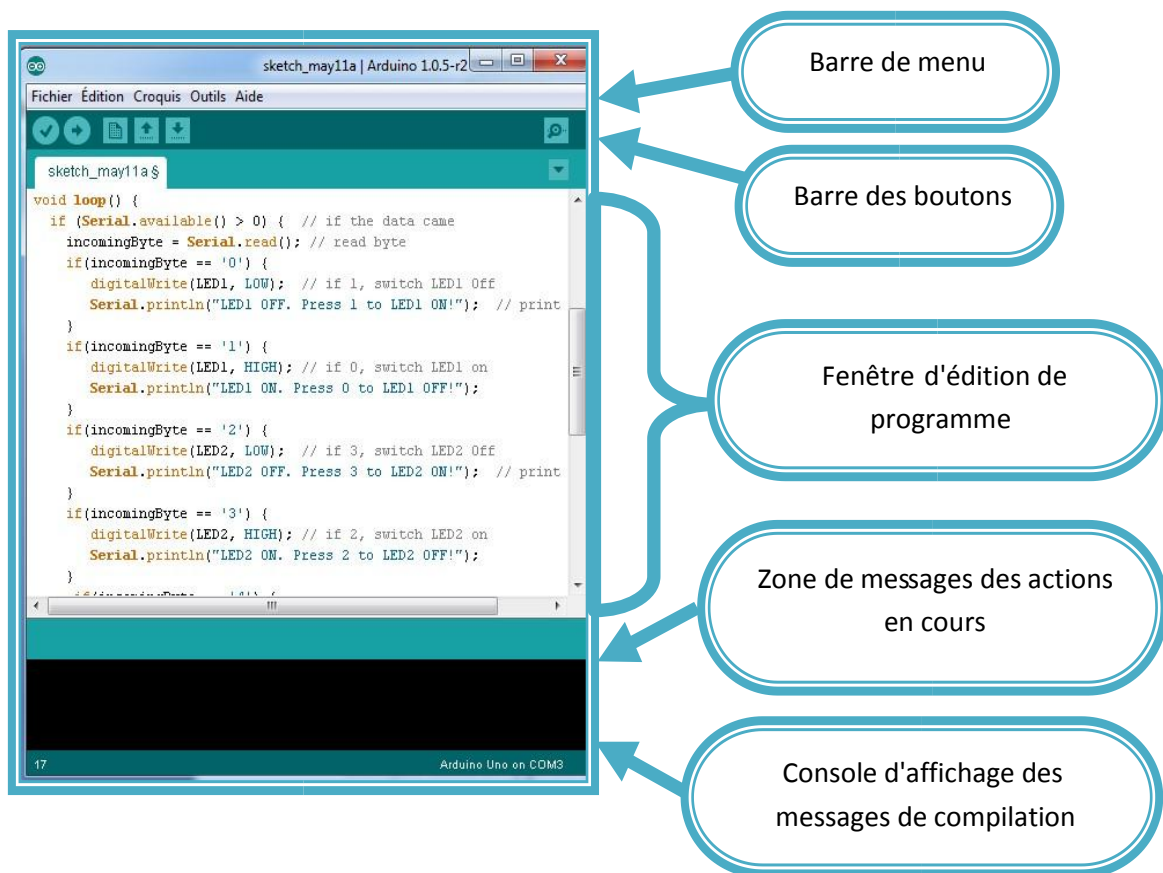 sketch_may11a | Arduino 1.0.5-r2
Fichier Édition Croquis Outils Aide
sketch_may11a §
void loop() {
if (Serial.available() > 0) { // if the data came
incomingByte = Serial.read(); // read byte
if(incomingByte == '0') {
digitalWrite(LED1, LOW); // if 1, switch LED1 Off
Serial.println("LED1 OFF. Press 1 to LED1 ON!"); // print
}
if(incomingByte == '1') {
digitalWrite(LED1, HIGH); // if 0, switch LED1 on
Serial.println("LED1 ON. Press 0 to LED1 OFF!");
}
if(incomingByte == '2') {
digitalWrite(LED2, LOW); // if 3, switch LED2 Off
Serial.println("LED2 OFF. Press 3 to LED2 ON!"); // print
}
if(incomingByte == '3') {
digitalWrite(LED2, HIGH); // if 2, switch LED2 on
Serial.println("LED2 ON. Press 2 to LED2 OFF!");
}
17
Arduino Uno on COM3
Barre de menu
Barre des boutons
Fenêtre d'édition de
programme
Zone de messages des actions
en cours
Console d'affichage des
messages de compilation